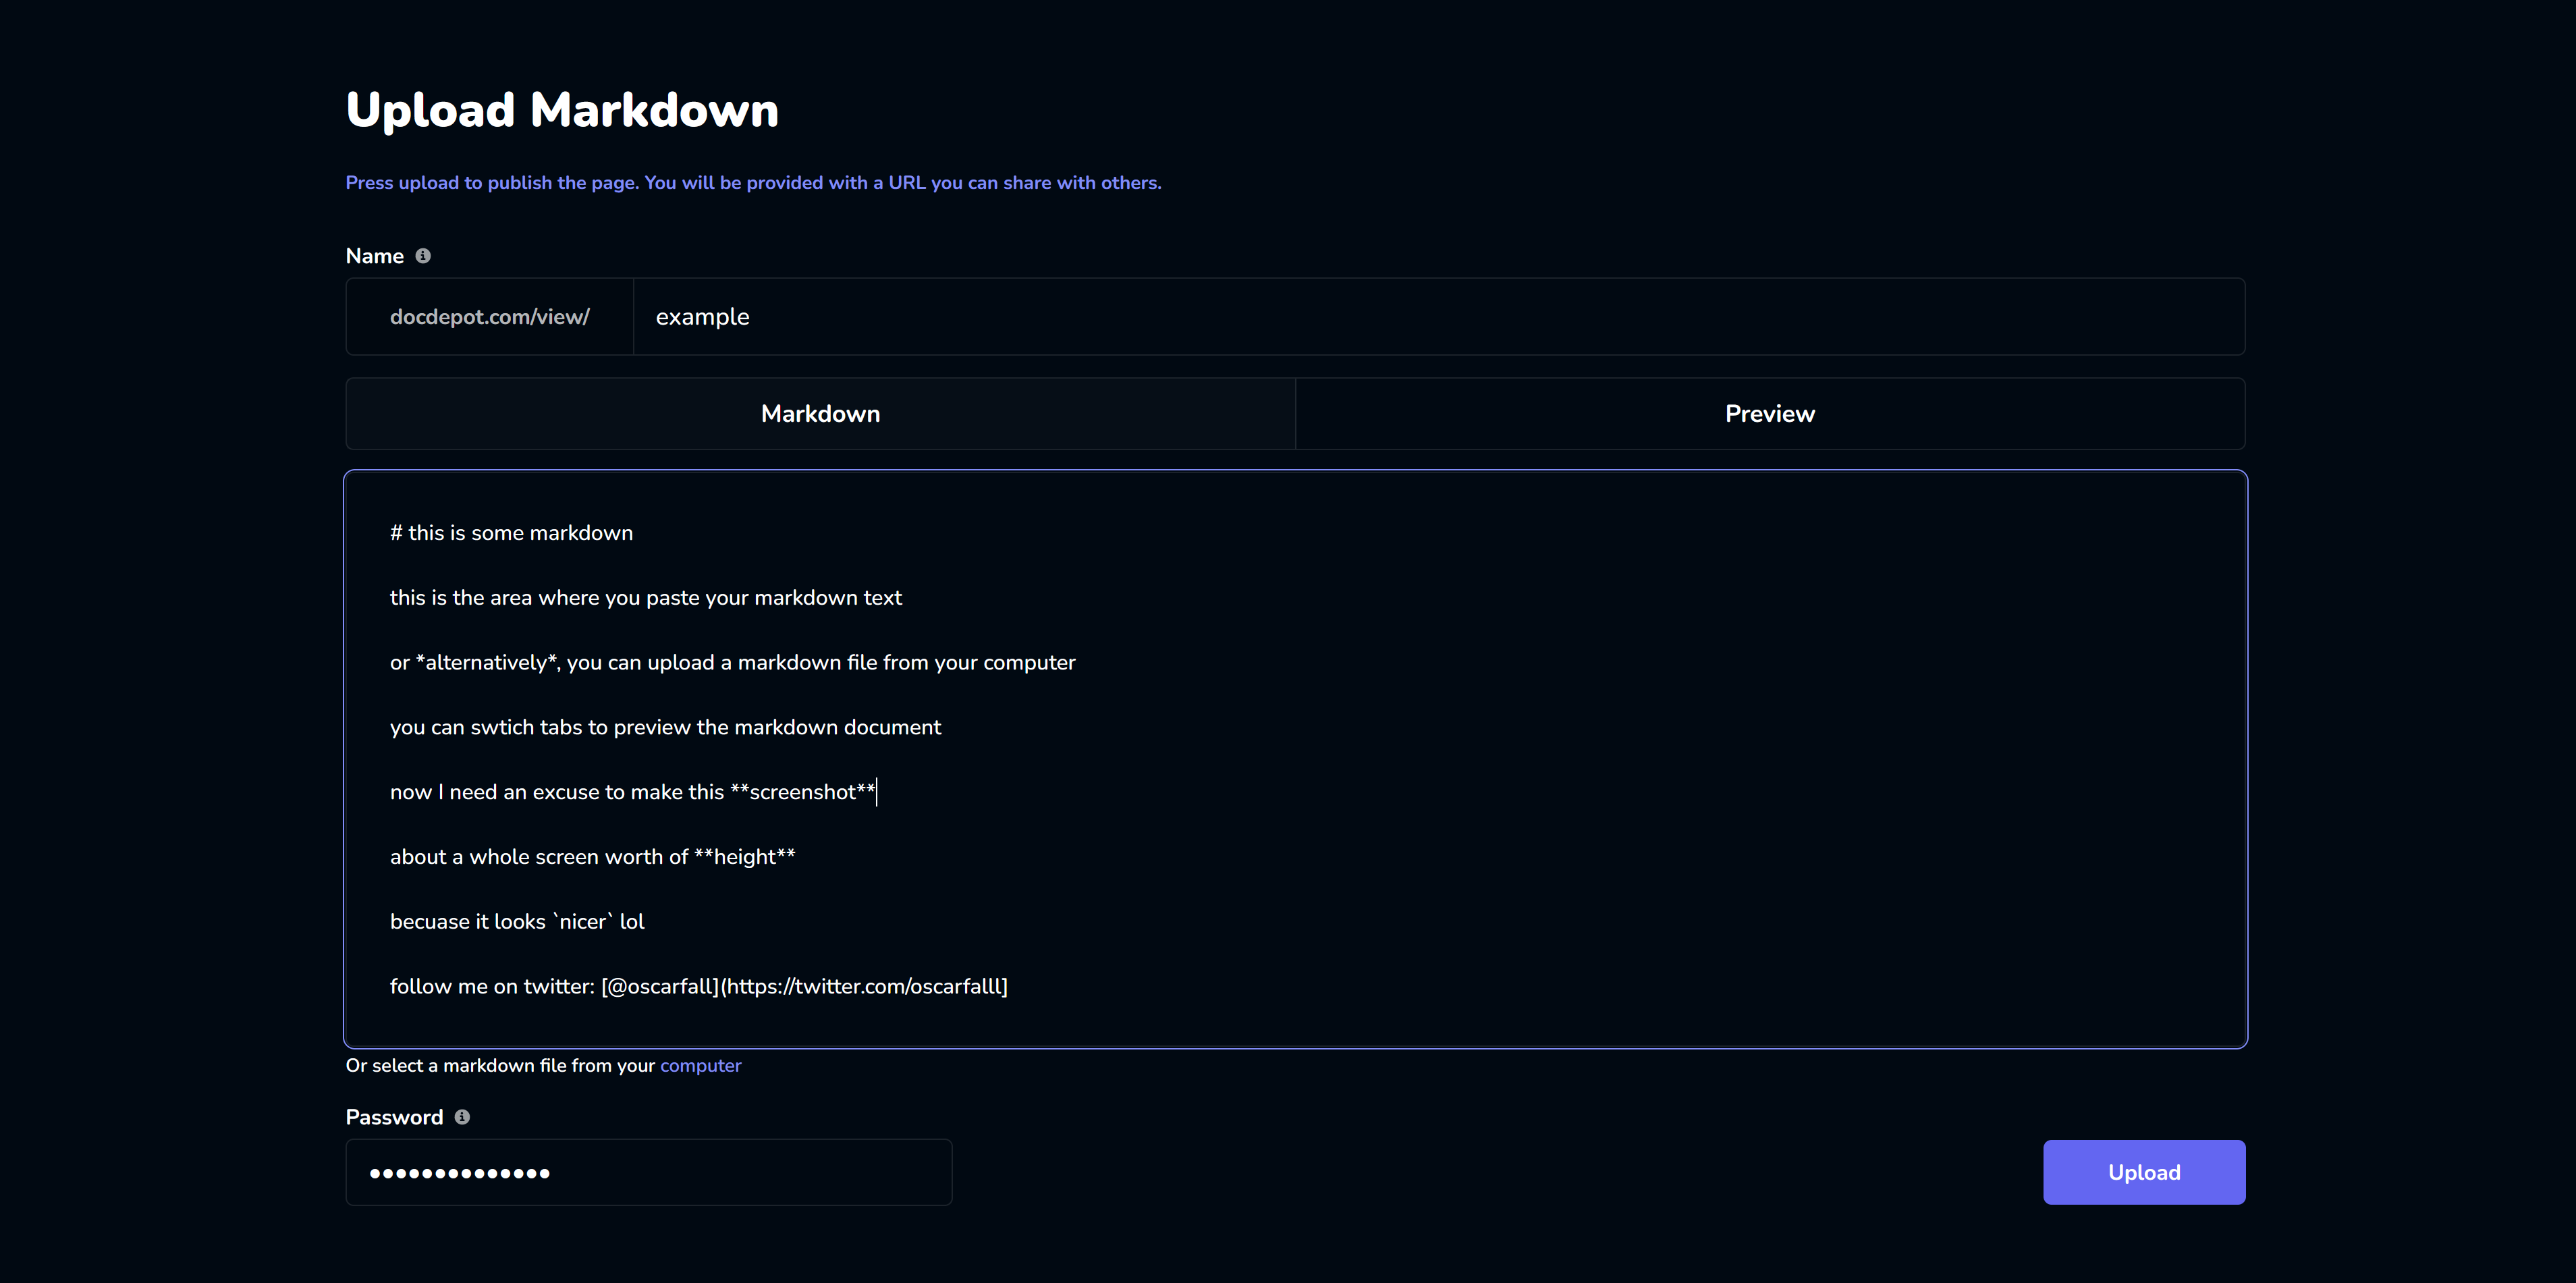 Upload Markdown
Press upload to publish the page. You will be provided with a URL you can share with others.
Name
docdepot.com/view/ example
Markdown Preview
# this is some markdown
this is the area where you paste your markdown text
or *alternatively*, you can upload a markdown file from your computer
you can swtich tabs to preview the markdown document
now I need an excuse to make this **screenshot**
about a whole screen worth of **height**
becuase it looks `nicer` lol
follow me on twitter: [@oscarfall](https://twitter.com/oscarfalll]
Or select a markdown file from your computer
Password
••••••••••••••
Upload